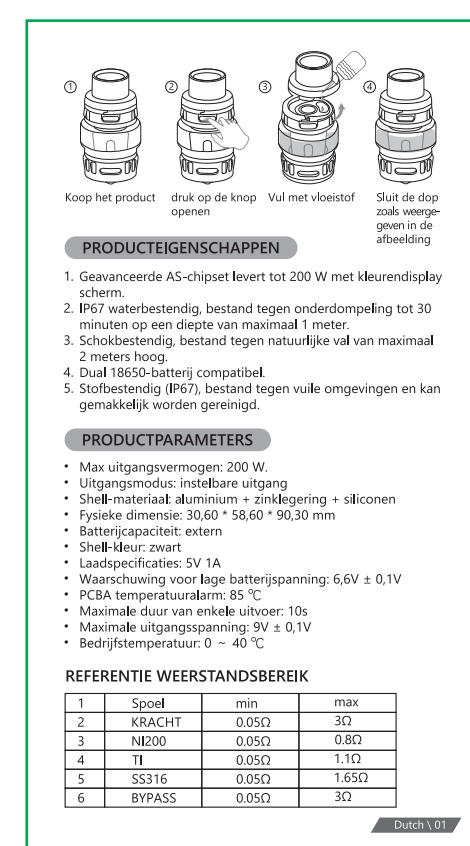 1
2
3
4
Koop het product
druk op de knop
openen
Vul met vloeistof
Sluit de dop
zoals weerge-
geven in de
afbeelding
PRODUCTEIGENSCHAPPEN
1. Geavanceerde AS-chipset levert tot 200 W met kleurendisplay
scherm.
2. IP67 waterbestendig, bestand tegen onderdompeling tot 30
minuten op een diepte van maximaal 1 meter.
3. Schokbestendig, bestand tegen natuurlijke val van maximaal
2 meters hoog.
4. Dual 18650-batterij compatibel.
5. Stofbestendig (IP67), bestand tegen vuile omgevingen en kan
gemakkelijk worden gereinigd.
PRODUCTPARAMETERS
• Max uitgangsvermogen: 200 W.
• Uitgangsmodus: instelbare uitgang
• Shell-materiaal: aluminium + zinklegering + siliconen
• Fysieke dimensie: 30,60 * 58,60 * 90,30 mm
• Batterijcapaciteit: extern
• Shell-kleur: zwart
• Laadspecificaties: 5V 1A
• Waarschuwing voor lage batterijspanning: 6,6V ± 0,1V
• PCBA temperatuuralarm: 85 °C
• Maximale duur van enkele uitvoer: 10s
• Maximale uitgangsspanning: 9V ± 0,1V
• Bedrijfstemperatuur: 0 ~ 40 °C
REFERENTIE WEERSTANDSBEREIK
1 Spoel min max
2 KRACHT 0.05Ω 3Ω
3 NI200 0.05Ω 0.8Ω
4 TI 0.05Ω 1.1Ω
5 SS316 0.05Ω 1.65Ω
6 BYPASS 0.05Ω 3Ω
Dutch \ 01